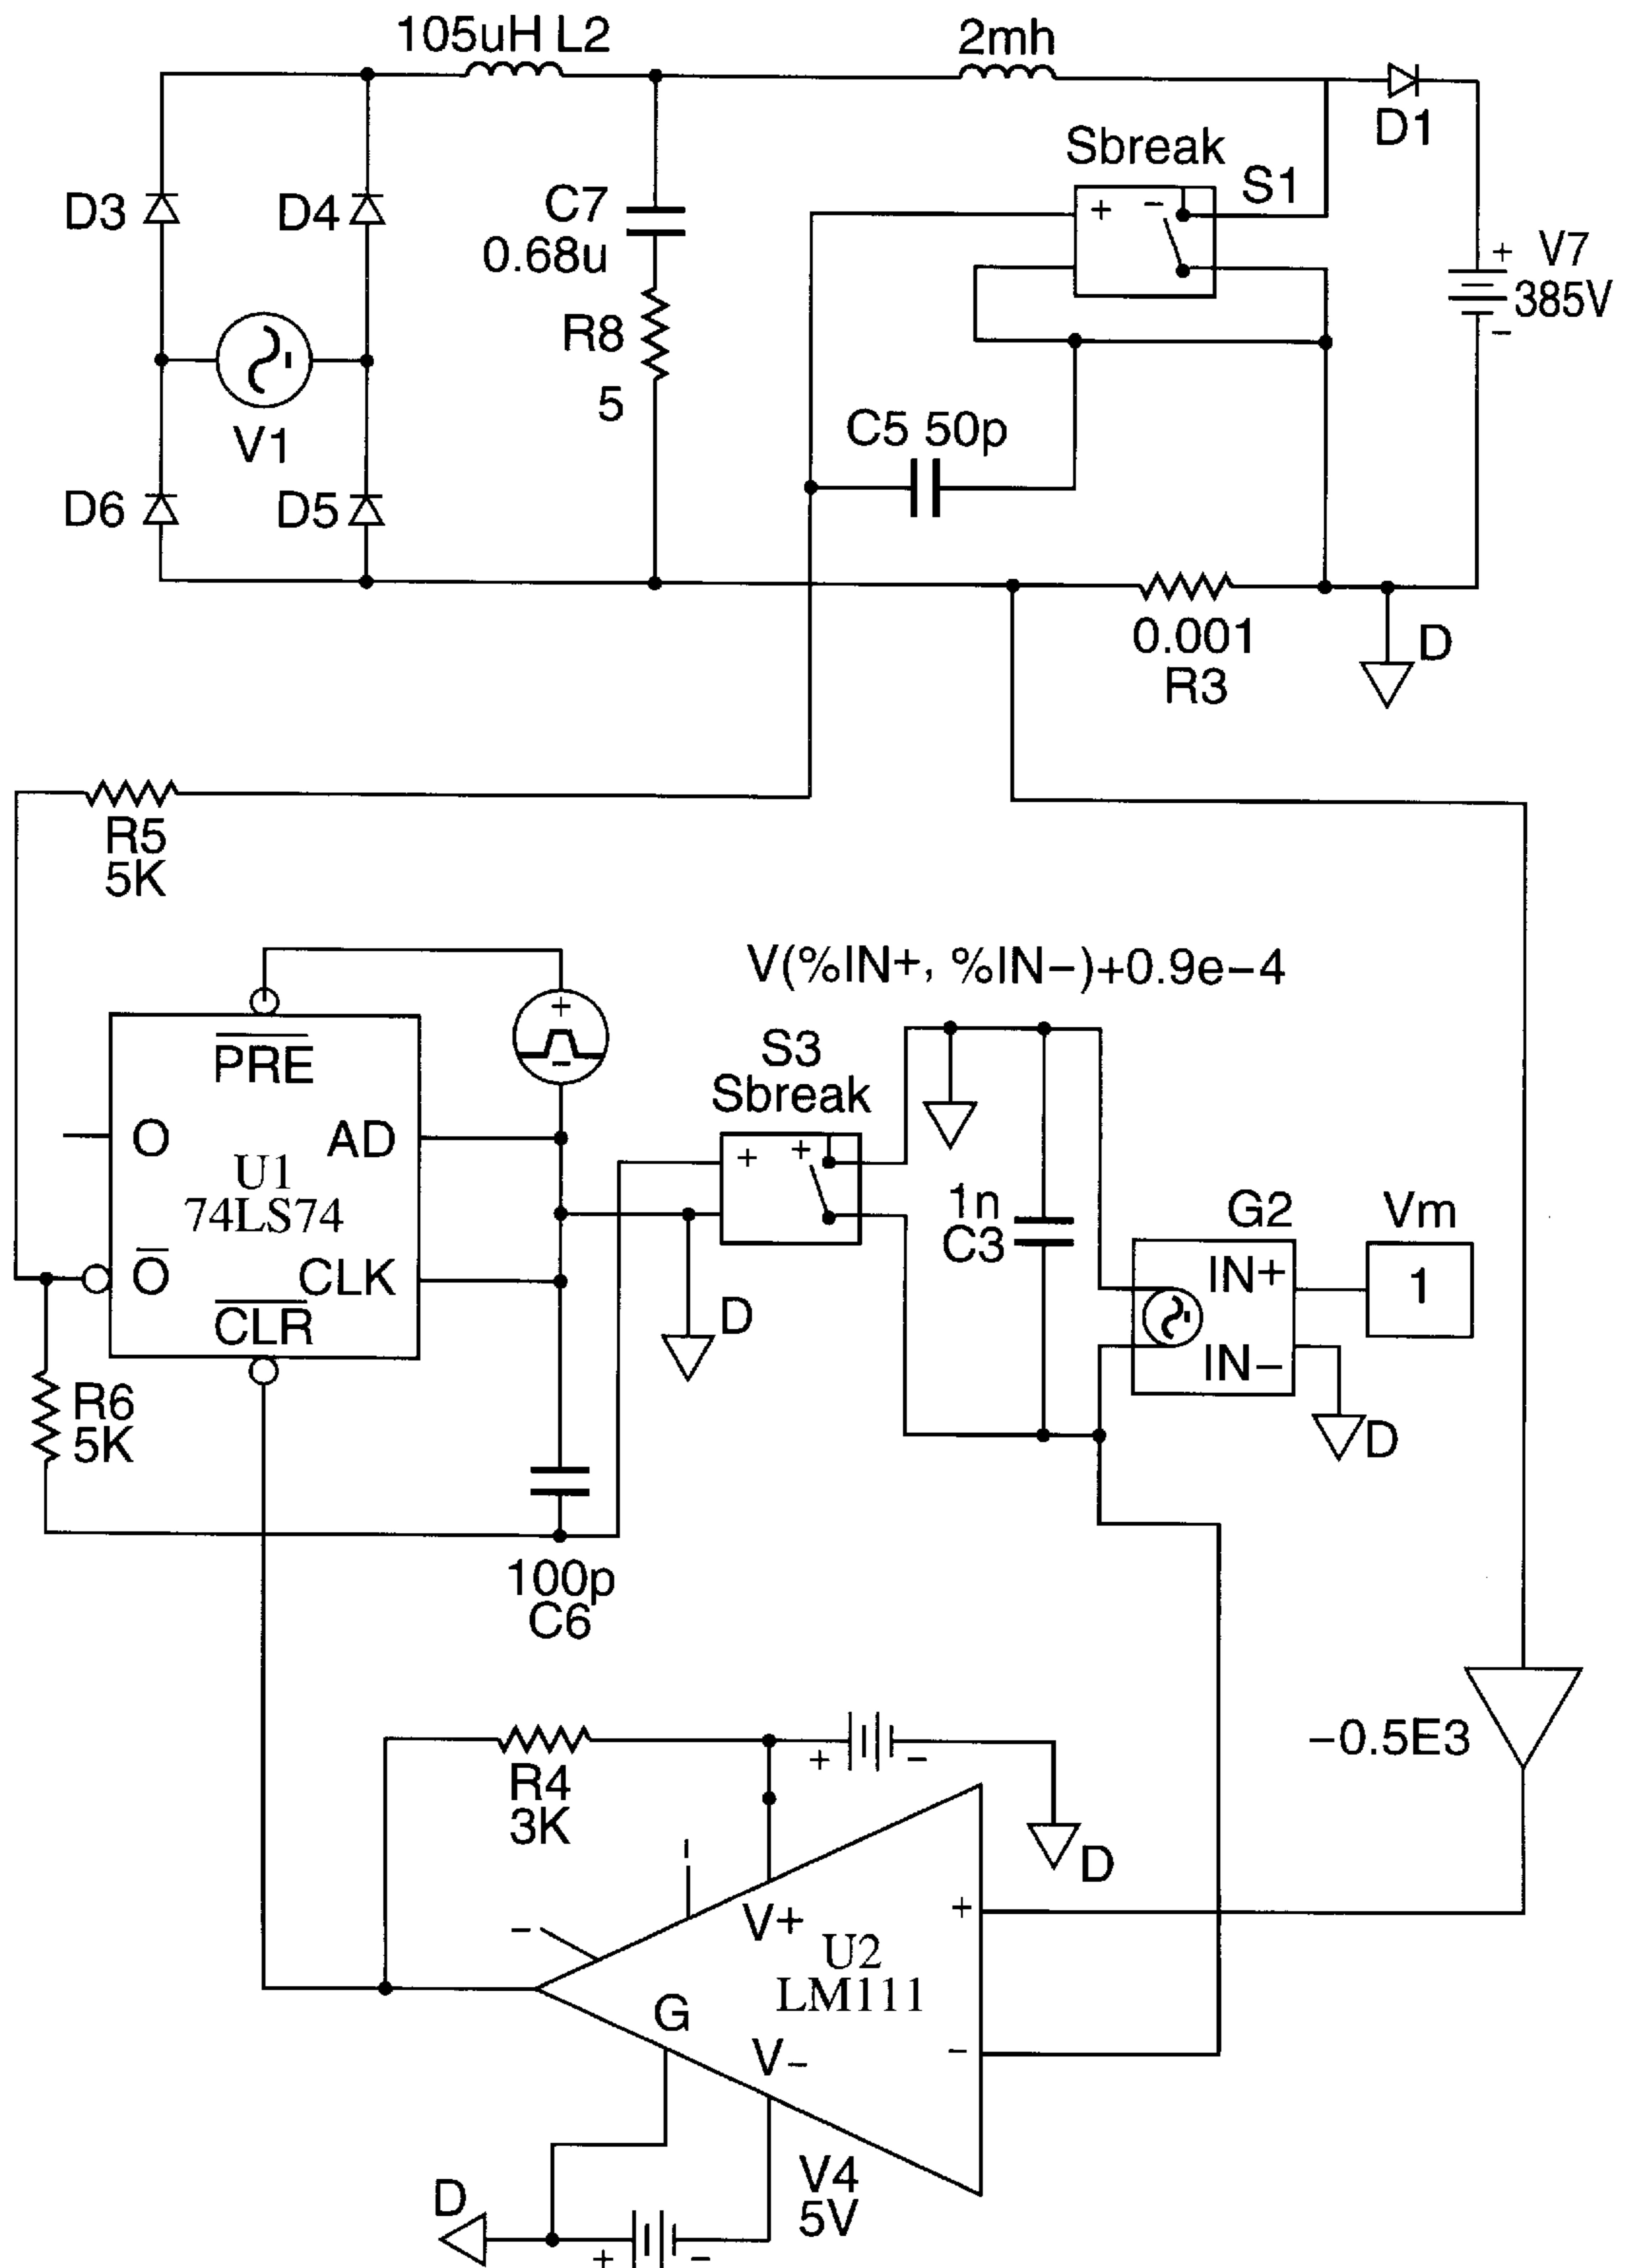 105uH L2
2mh
D1
Sbreak
S1
D3
D4
C7
0.68u
+ -
+ V7
385V
-
R8
5
V1
C5 50p
D6
D5
0.001
R3
D
R5
5K
V(%IN+, %IN-)+0.9e-4
+
-
PRE
S3
Sbreak
O
AD
+ +
U1
74LS74
1n
C3
G2
Vm
O
CLK
IN+
1
CLR
D
IN-
R6
5K
D
100p
C6
-0.5E3
+ -
R4
3K
D
V+
+
U2
LM111
G
V-
-
V4
5V
D
+ -